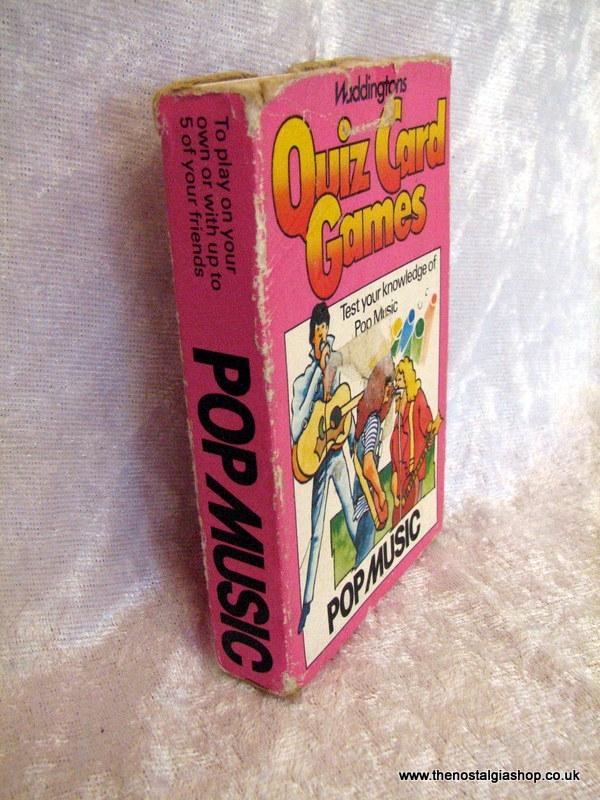 Waddingtons
Quiz Card
Games
Test your knowledge of
Pop Music
POP MUSIC
To play on your
own or with up to
5 of your friends
POP MUSIC
www.thenostalgiashop.co.uk